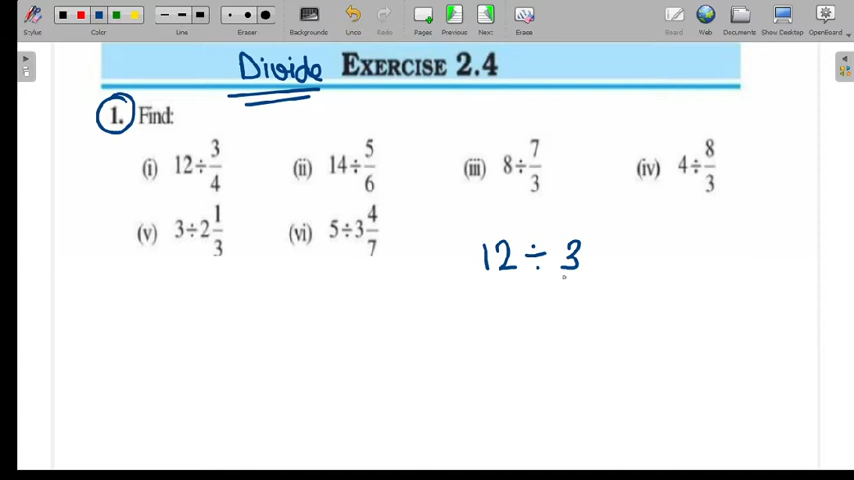 Stylus Color Line Eraser Backgrounds Undo Redo Pages Previous Next Erase Board Web Documents Show Desktop OpenBoard
Divide EXERCISE 2.4
1. Find:
(i) 12÷3/4 (ii) 14÷5/6 (iii) 8÷7/3 (iv) 4÷8/3
(v) 3÷2 1/3 (vi) 5÷3 4/7
12 ÷ 3